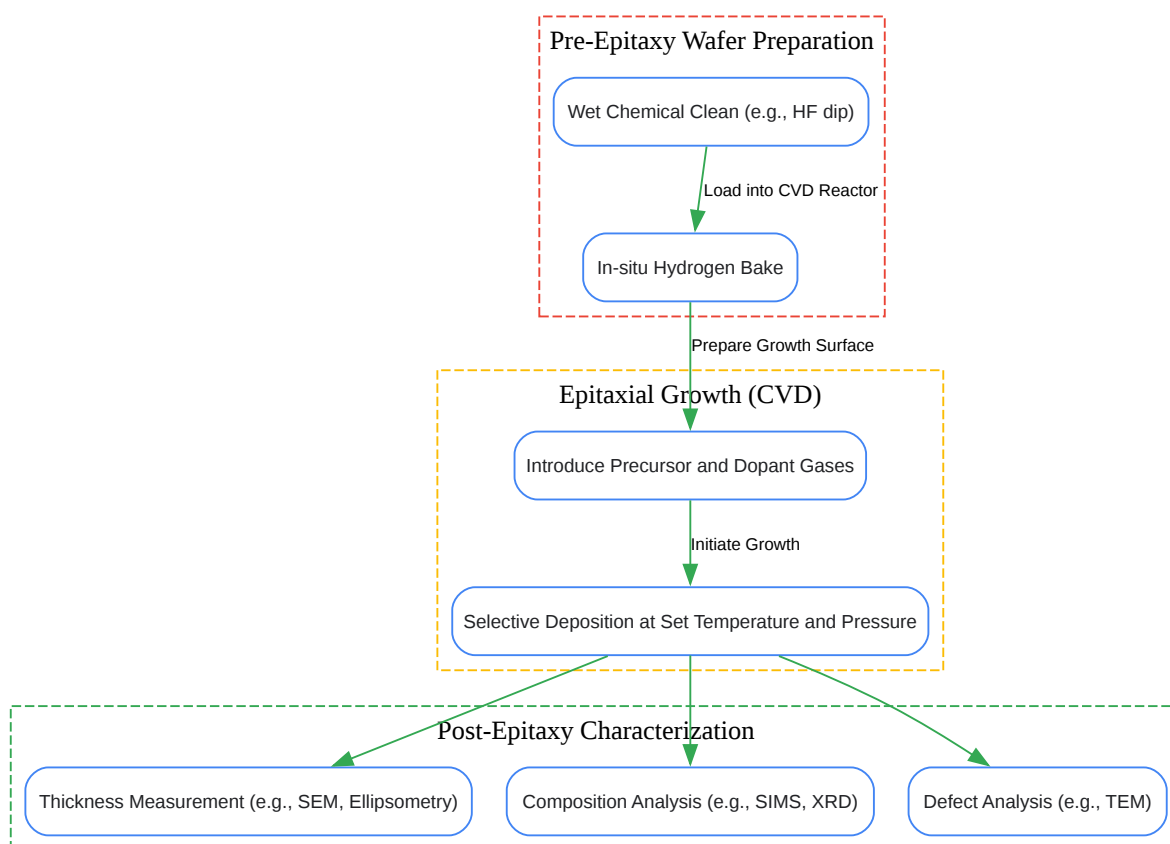 Pre-Epitaxy Wafer Preparation
Wet Chemical Clean (e.g., HF dip)
Load into CVD Reactor
In-situ Hydrogen Bake
Prepare Growth Surface
Epitaxial Growth (CVD)
Introduce Precursor and Dopant Gases
Initiate Growth
Selective Deposition at Set Temperature and Pressure
Post-Epitaxy Characterization
Thickness Measurement (e.g., SEM, Ellipsometry)
Composition Analysis (e.g., SIMS, XRD)
Defect Analysis (e.g., TEM)